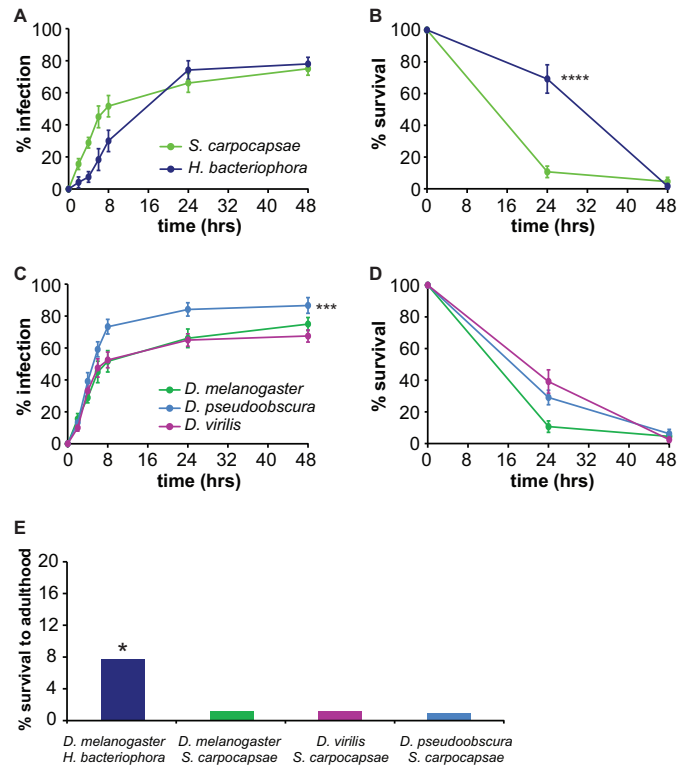 A
% infection
100
80
60
40
20
0
S. carpocapsae
H. bacteriophora
0 8 16 24 32 40 48
time (hrs)
B
% survival
100
80
60
40
20
0
****
0 8 16 24 32 40 48
time (hrs)
C
% infection
100
80
60
40
20
0
***
D. melanogaster
D. pseudoobscura
D. virilis
0 8 16 24 32 40 48
time (hrs)
D
% survival
100
80
60
40
20
0
0 8 16 24 32 40 48
time (hrs)
E
% survival to adulthood
20
16
12
8
4
0
*
D. melanogaster D. melanogaster D. virilis D. pseudoobscura
H. bacteriophora S. carpocapsae S. carpocapsae S. carpocapsae